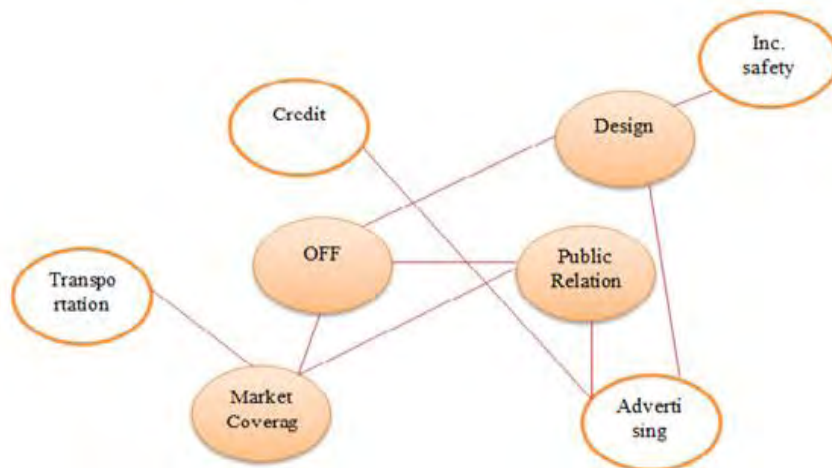 Inc.
safety
Credit
Design
OFF
Public
Relation
Transpo
rtation
Market
Coverag
Adverti
sing